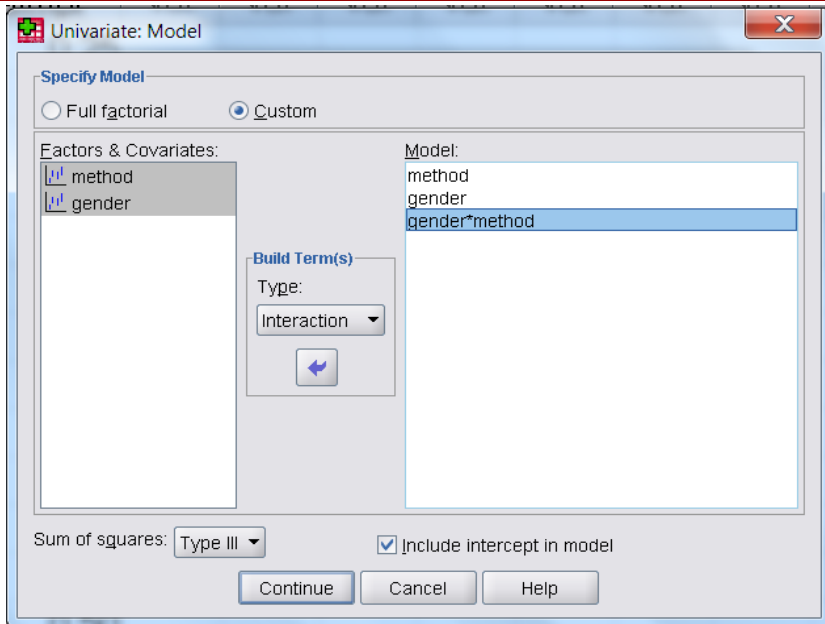 Univariate: Model
Specify Model
Full factorial
Custom
Factors & Covariates:
method
gender
Build Term(s)
Type:
Interaction
Model:
method
gender
gender*method
Sum of squares: Type III
Include intercept in model
Continue Cancel Help